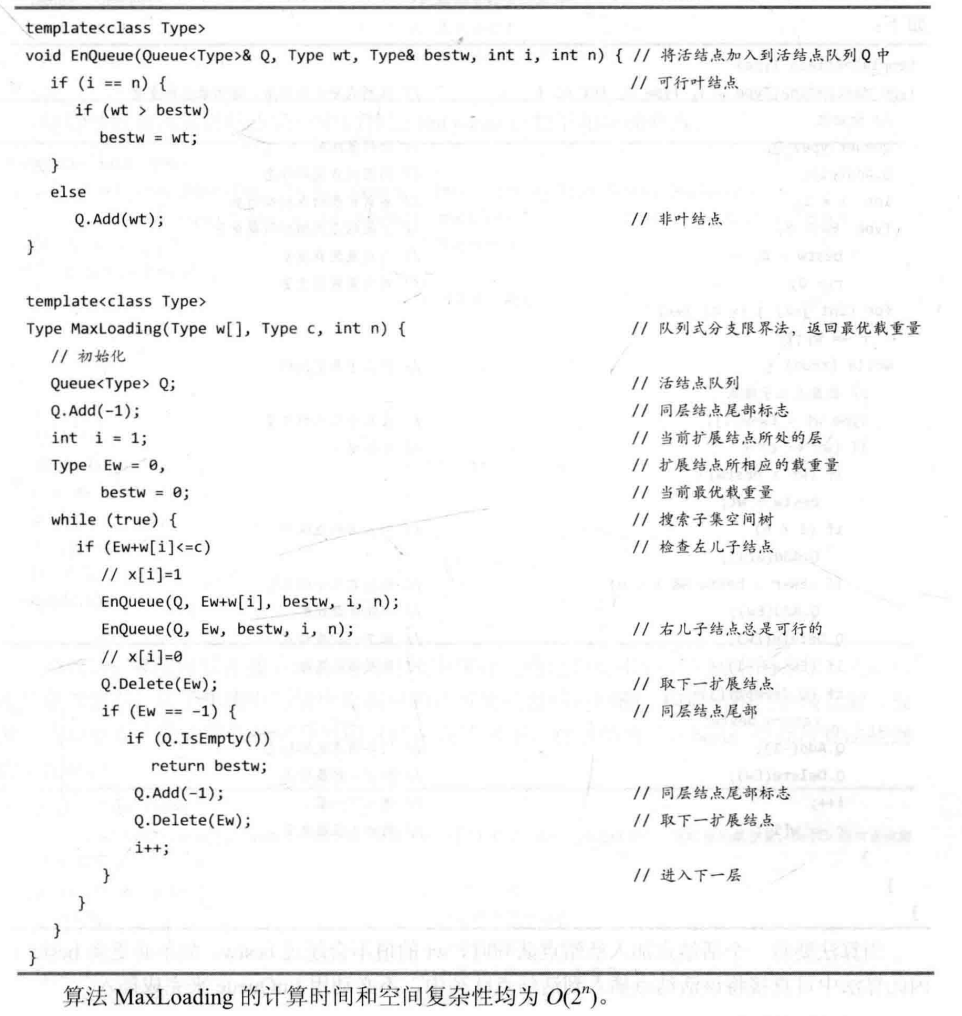 template<class Type>
void EnQueue(Queue<Type>& Q, Type wt, Type& bestw, int i, int n) { // 将活结点加入到活结点队列 Q 中
if (i == n) { // 可行叶结点
if (wt > bestw)
bestw = wt;
}
else
Q.Add(wt); // 非叶结点
}
template<class Type>
Type MaxLoading(Type w[], Type c, int n) { // 队列式分支限界法，返回最优载重量
// 初始化
Queue<Type> Q; // 活结点队列
Q.Add(-1); // 同层结点尾部标志
int i = 1; // 当前扩展结点所处的层
Type Ew = 0, // 扩展结点所相应的载重量
bestw = 0; // 当前最优载重量
while (true) { // 搜索子集空间树
if (Ew+w[i]<=c) // 检查左儿子结点
// x[i]=1
EnQueue(Q, Ew+w[i], bestw, i, n);
EnQueue(Q, Ew, bestw, i, n); // 右儿子结点总是可行的
// x[i]=0
Q.Delete(Ew); // 取下一扩展结点
if (Ew == -1) { // 同层结点尾部
if (Q.IsEmpty())
return bestw;
Q.Add(-1); // 同层结点尾部标志
Q.Delete(Ew); // 取下一扩展结点
i++;
} // 进入下一层
}
}
}
算法 MaxLoading 的计算时间和空间复杂性均为 O(2ⁿ)。